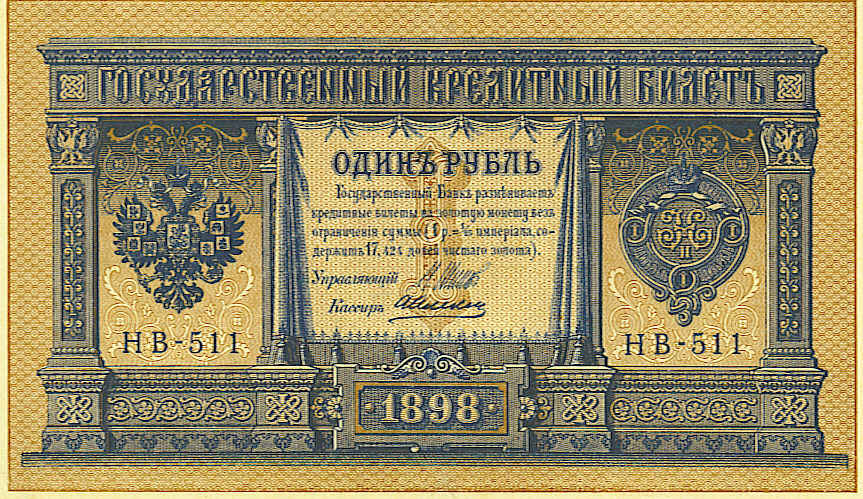 ГОСУДАРСТВЕННЫЙ КРЕДИТНЫЙ БИЛЕТЪ
ОДИНЪ РУБЛЬ
Государственный Банкъ размѣниваетъ
кредитные билеты на золотую монету безъ
ограниченія суммы (1 р.=1/15 имперіала, со-
держитъ 17,424 долей чистаго золота).
Управляющій
Кассиръ
НВ-511
НВ-511
1898